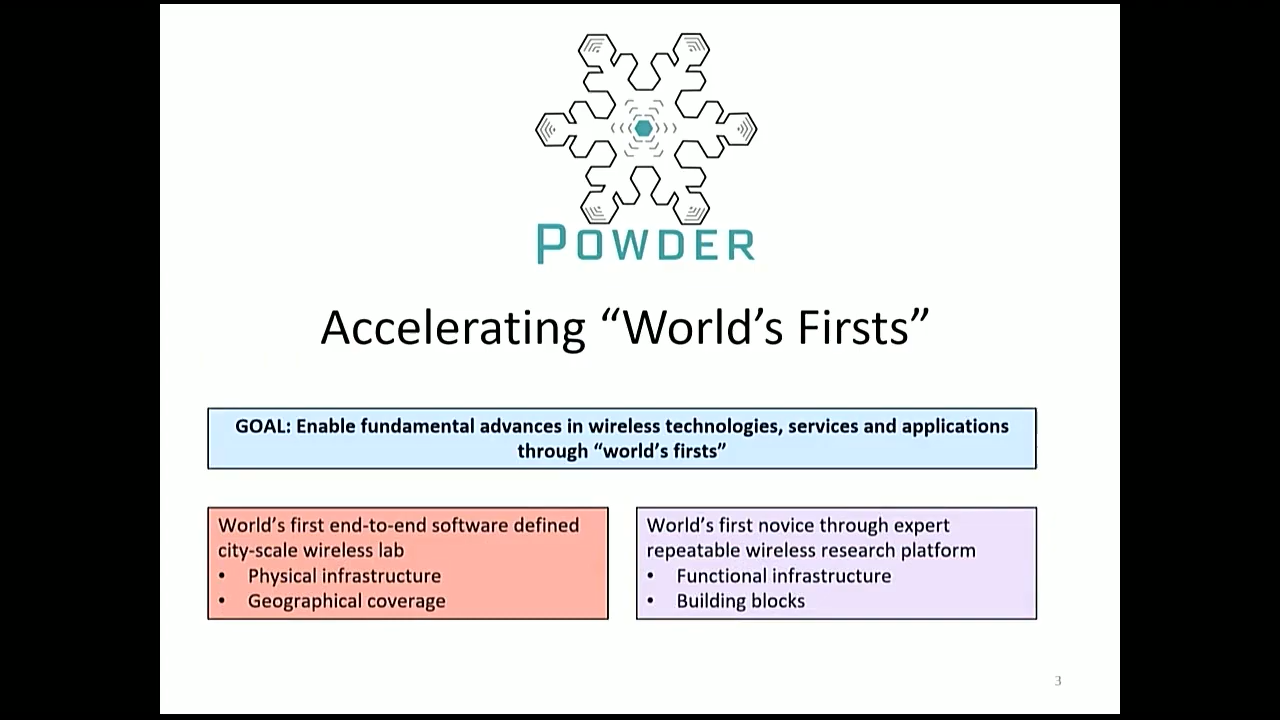 POWDER
Accelerating “World’s Firsts”
GOAL: Enable fundamental advances in wireless technologies, services and applications
through “world’s firsts”
World’s first end-to-end software defined
city-scale wireless lab
• Physical infrastructure
• Geographical coverage
World’s first novice through expert
repeatable wireless research platform
• Functional infrastructure
• Building blocks
3